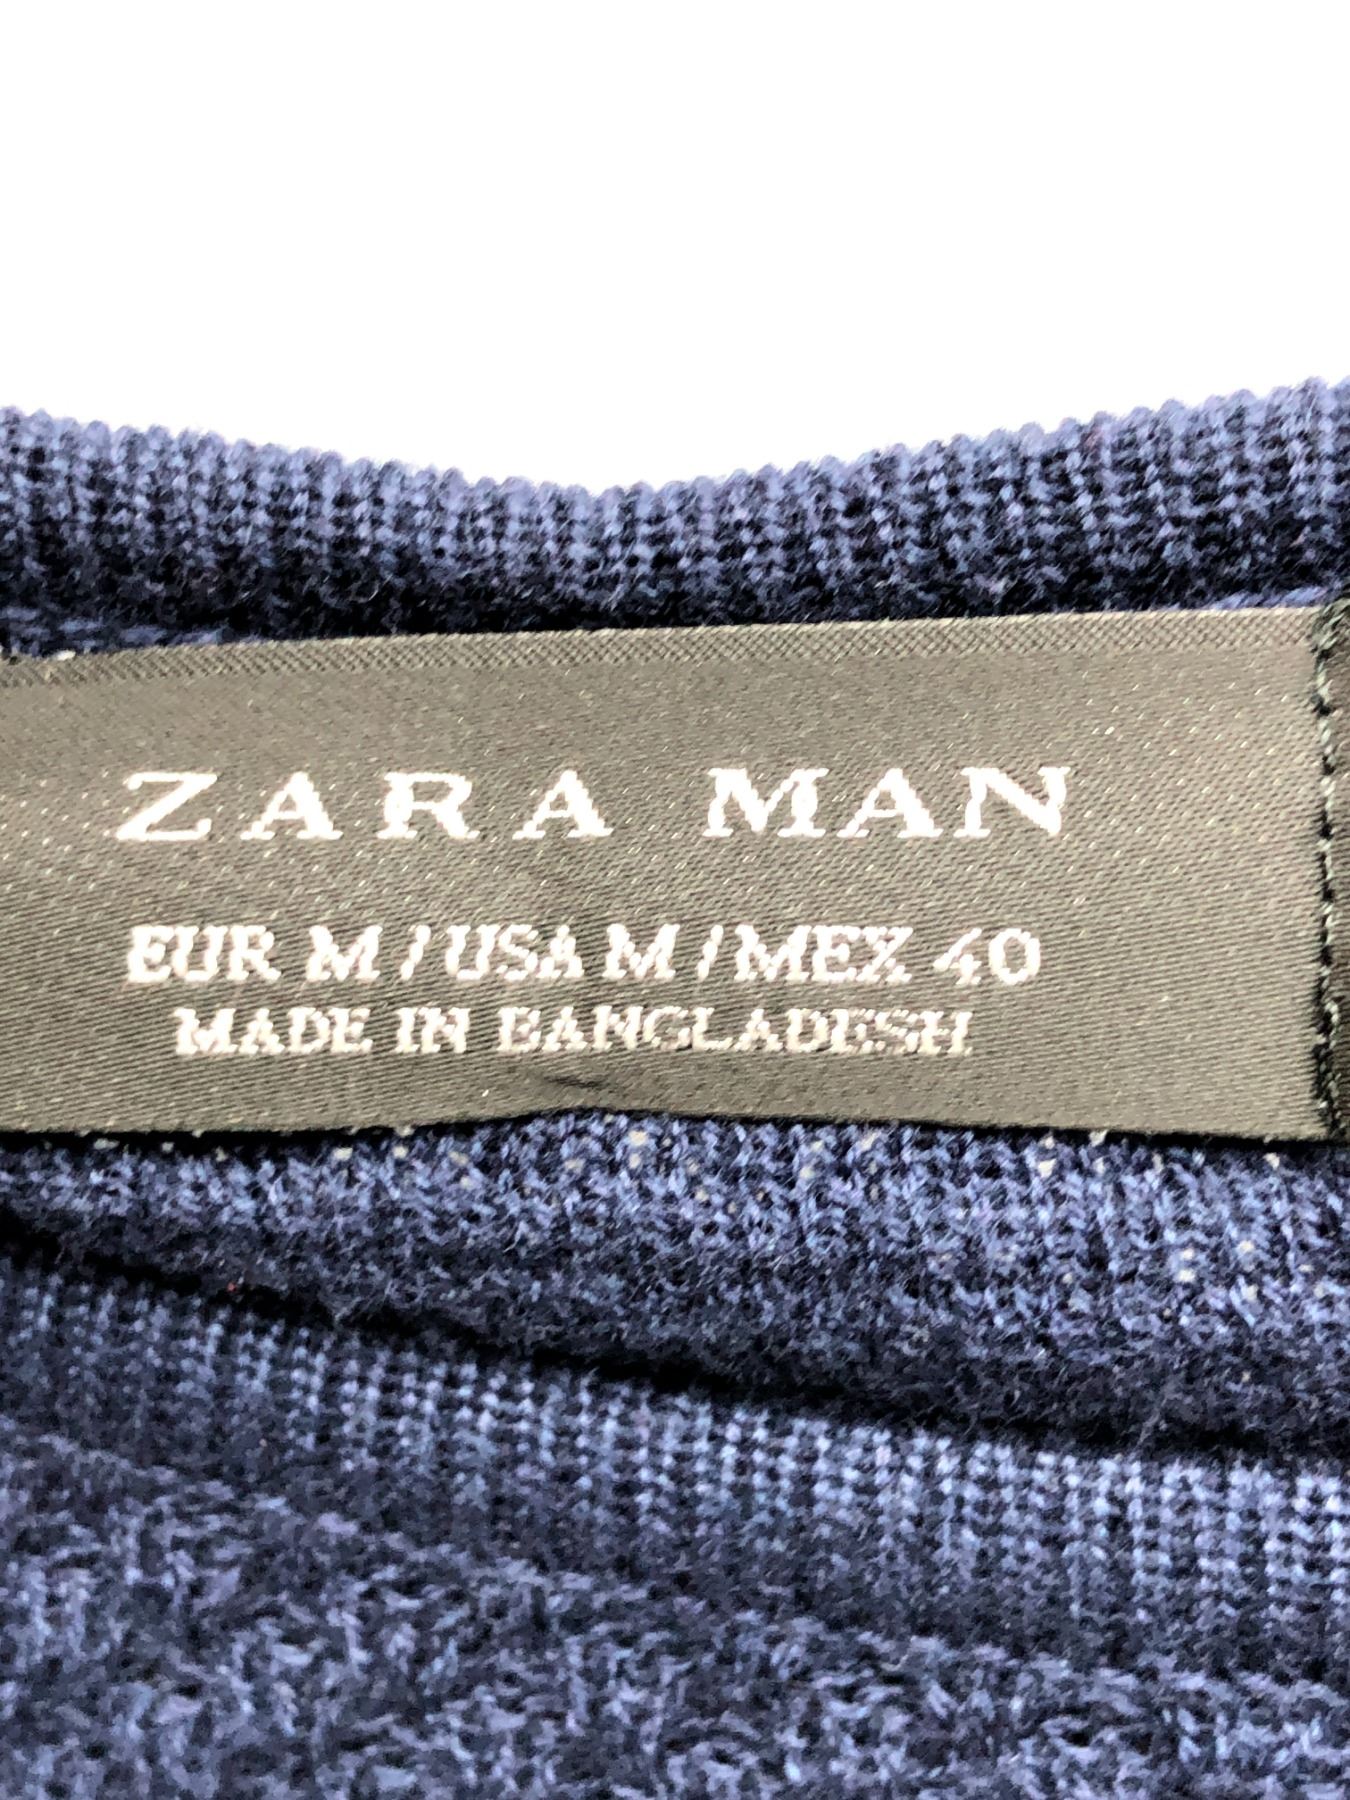 ZARA MAN
EUR M / USA M / MEX 40
MADE IN BANGLADESH